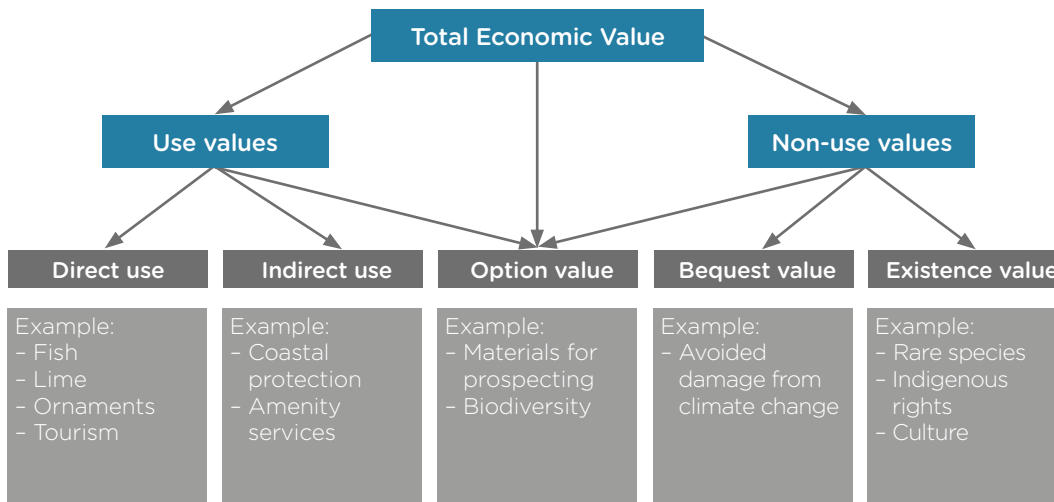 Total Economic Value
Use values
Non-use values
Direct use
Indirect use
Option value
Bequest value
Existence value
Example:
– Fish
– Lime
– Ornaments
– Tourism
Example:
– Coastal
protection
– Amenity
services
Example:
– Materials for
prospecting
– Biodiversity
Example:
– Avoided
damage from
climate change
Example:
– Rare species
– Indigenous
rights
– Culture